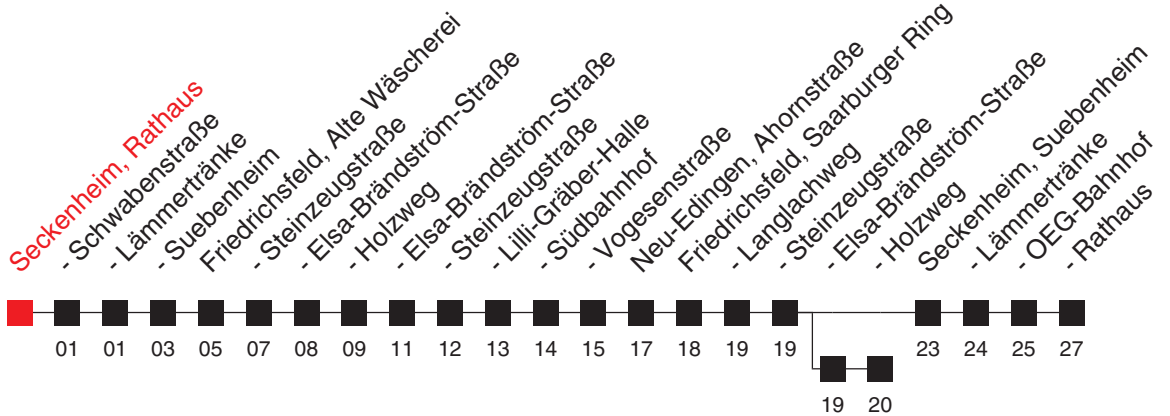 Seckenheim, Rathaus
- Schwabenstraße
- Lämmertränke
- Suebenheim
Friedrichsfeld, Alte Wäscherei
- Steinzeugstraße
- Elsa-Brändström-Straße
- Holzweg
- Elsa-Brändström-Straße
- Steinzeugstraße
- Lilli-Gräber-Halle
- Südbahnhof
- Vogesenstraße
Neu-Edingen, Ahornstraße
Friedrichsfeld, Saarburger Ring
- Langlachweg
- Steinzeugstraße
- Elsa-Brändström-Straße
- Holzweg
Seckenheim, Suebenheim
- Lämmertränke
- OEG-Bahnhof
- Rathaus
01 01 03 05 07 08 09 11 12 13 14 15 17 18 19 19 23 24 25 27
19 20